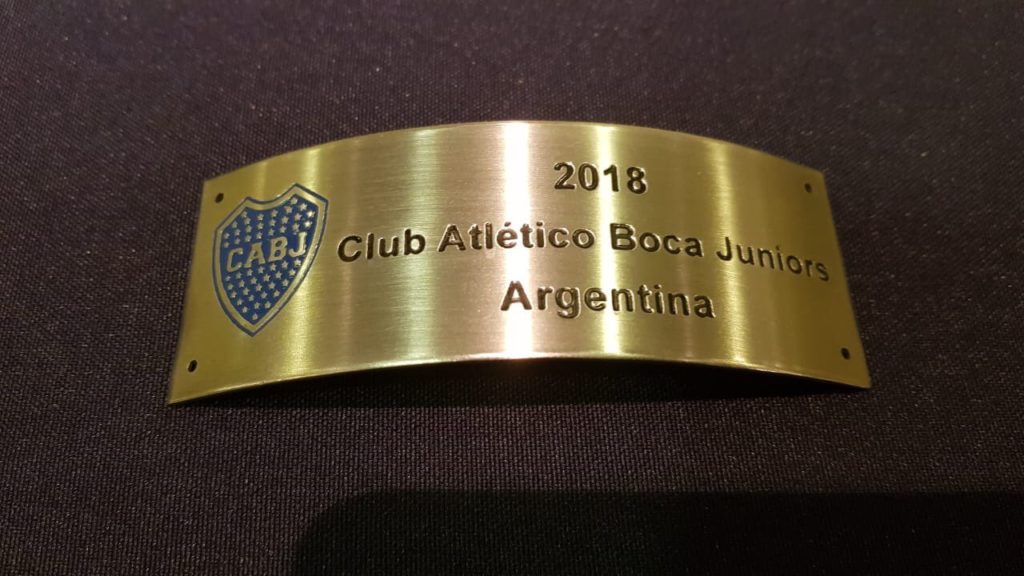 2018
CABJ
Club Atlético Boca Juniors
Argentina